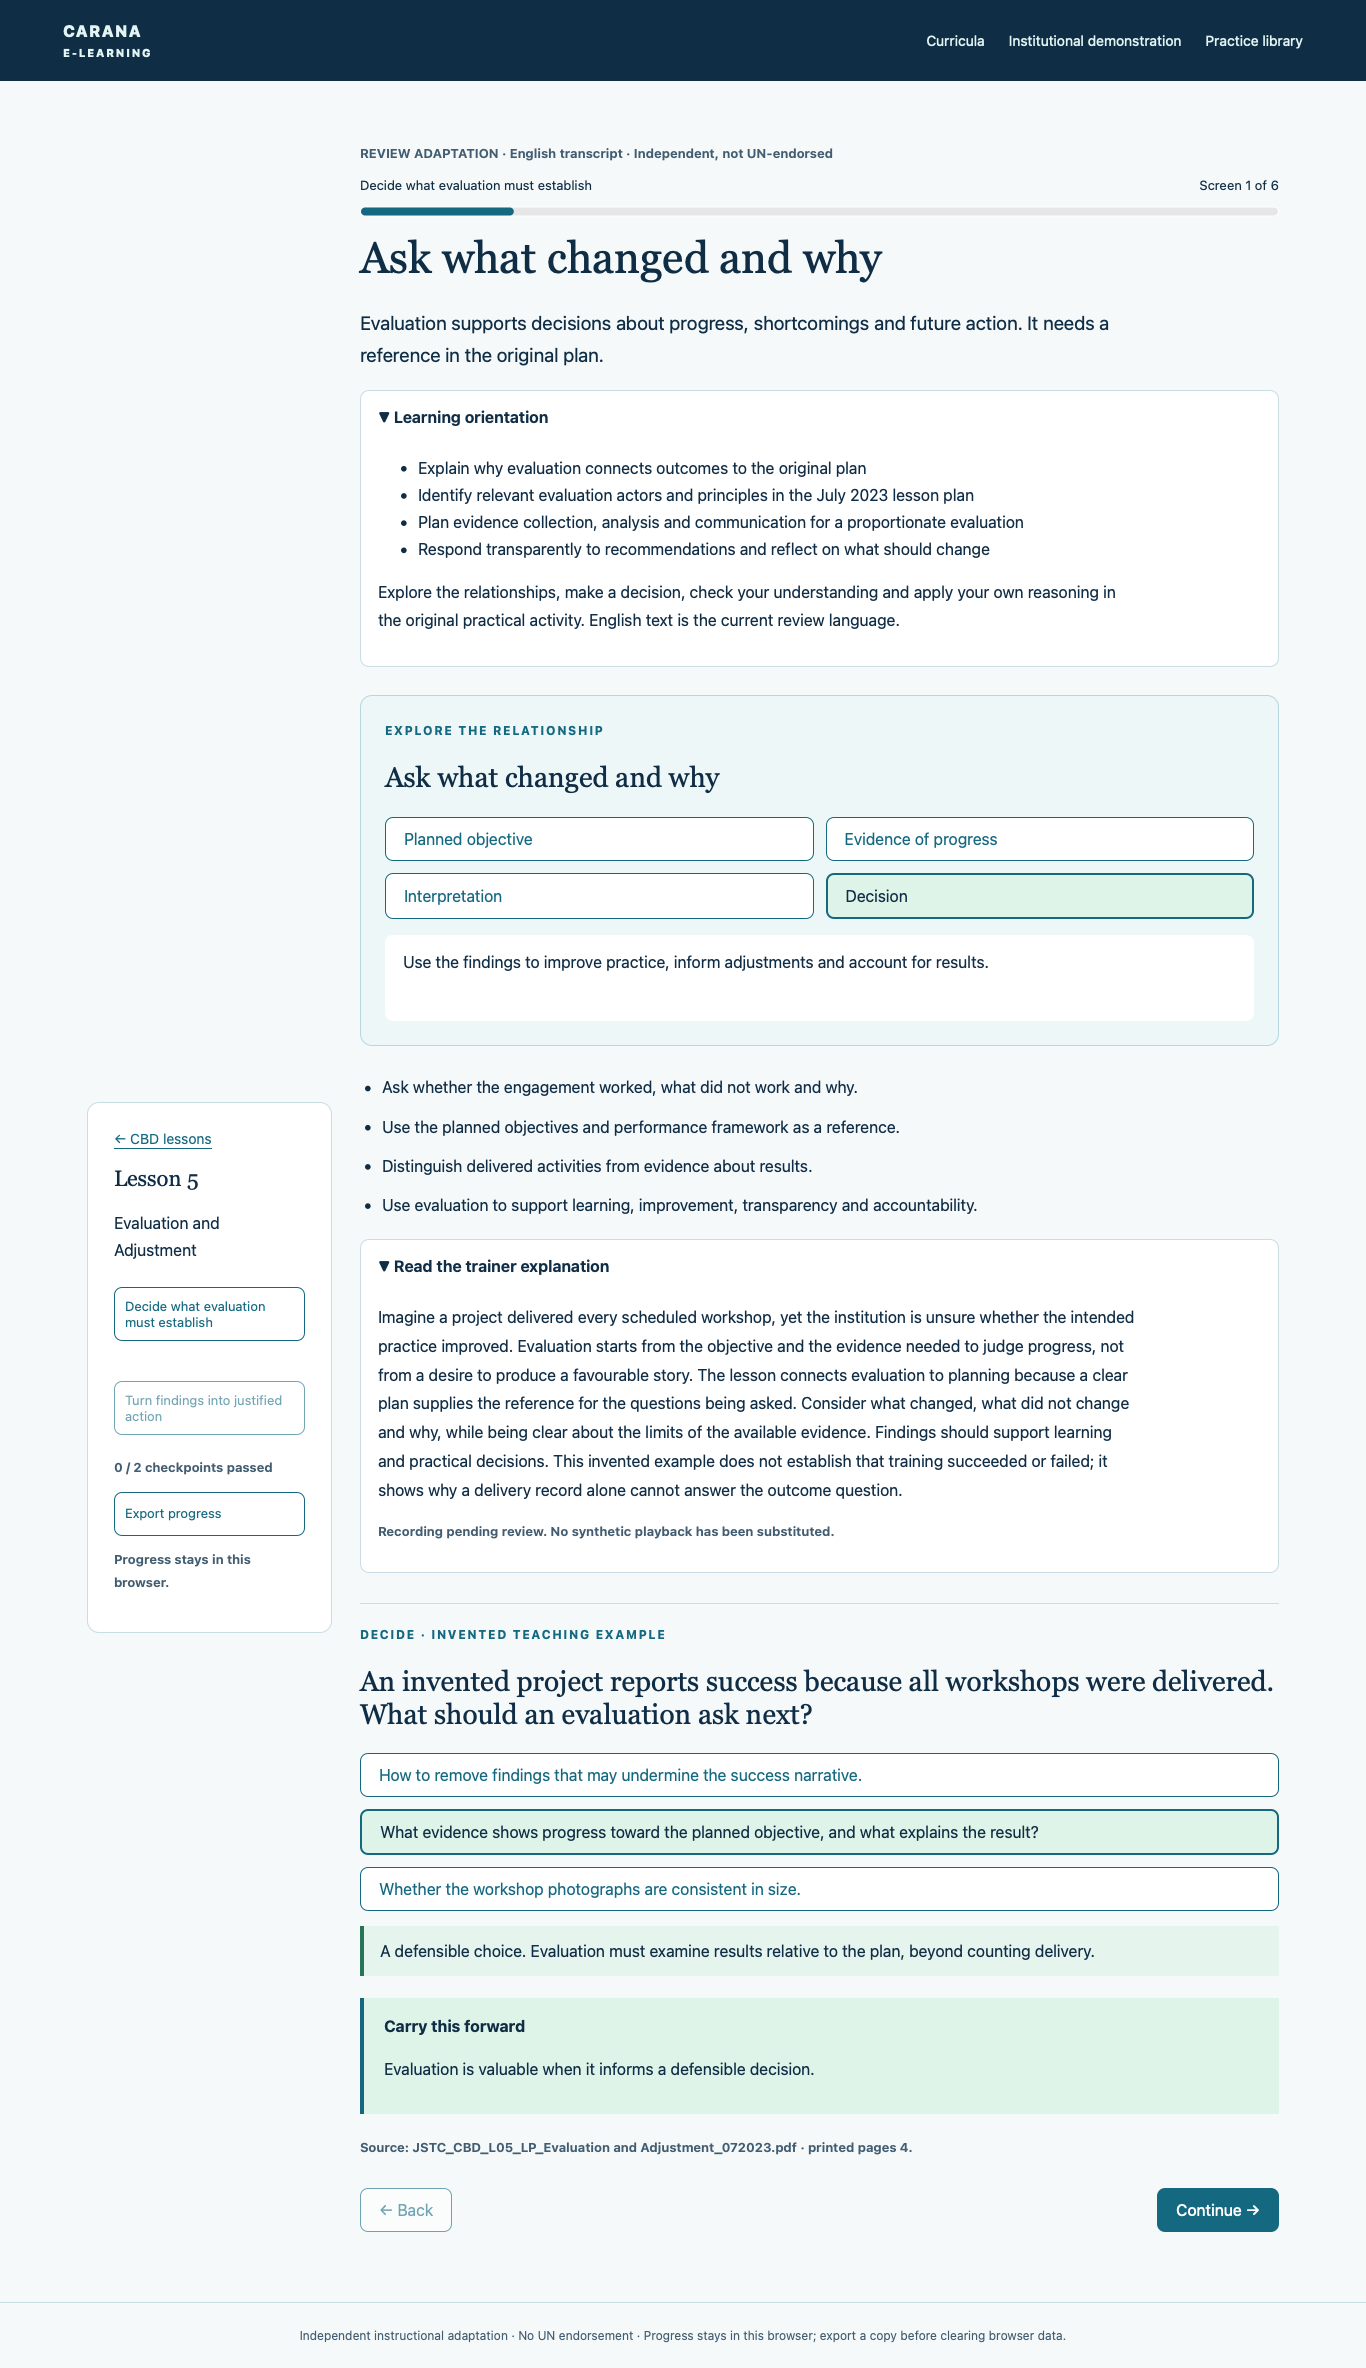 CARANA
E-LEARNING
Curricula
Institutional demonstration
Practice library
REVIEW ADAPTATION · English transcript · Independent, not UN-endorsed
Decide what evaluation must establish
Screen 1 of 6
Ask what changed and why
Evaluation supports decisions about progress, shortcomings and future action. It needs a
reference in the original plan.
▼ Learning orientation
• Explain why evaluation connects outcomes to the original plan
• Identify relevant evaluation actors and principles in the July 2023 lesson plan
• Plan evidence collection, analysis and communication for a proportionate evaluation
• Respond transparently to recommendations and reflect on what should change
Explore the relationships, make a decision, check your understanding and apply your own reasoning in
the original practical activity. English text is the current review language.
EXPLORE THE RELATIONSHIP
Ask what changed and why
Planned objective
Evidence of progress
Interpretation
Decision
Use the findings to improve practice, inform adjustments and account for results.
• Ask whether the engagement worked, what did not work and why.
• Use the planned objectives and performance framework as a reference.
• Distinguish delivered activities from evidence about results.
• Use evaluation to support learning, improvement, transparency and accountability.
← CBD lessons
Lesson 5
Evaluation and
Adjustment
Decide what evaluation
must establish
Turn findings into justified
action
0 / 2 checkpoints passed
Export progress
Progress stays in this
browser.
▼ Read the trainer explanation
Imagine a project delivered every scheduled workshop, yet the institution is unsure whether the intended
practice improved. Evaluation starts from the objective and the evidence needed to judge progress, not
from a desire to produce a favourable story. The lesson connects evaluation to planning because a clear
plan supplies the reference for the questions being asked. Consider what changed, what did not change
and why, while being clear about the limits of the available evidence. Findings should support learning
and practical decisions. This invented example does not establish that training succeeded or failed; it
shows why a delivery record alone cannot answer the outcome question.
Recording pending review. No synthetic playback has been substituted.
DECIDE · INVENTED TEACHING EXAMPLE
An invented project reports success because all workshops were delivered.
What should an evaluation ask next?
How to remove findings that may undermine the success narrative.
What evidence shows progress toward the planned objective, and what explains the result?
Whether the workshop photographs are consistent in size.
A defensible choice. Evaluation must examine results relative to the plan, beyond counting delivery.
Carry this forward
Evaluation is valuable when it informs a defensible decision.
Source: JSTC_CBD_L05_LP_Evaluation and Adjustment_072023.pdf · printed pages 4.
← Back
Continue →
Independent instructional adaptation · No UN endorsement · Progress stays in this browser; export a copy before clearing browser data.